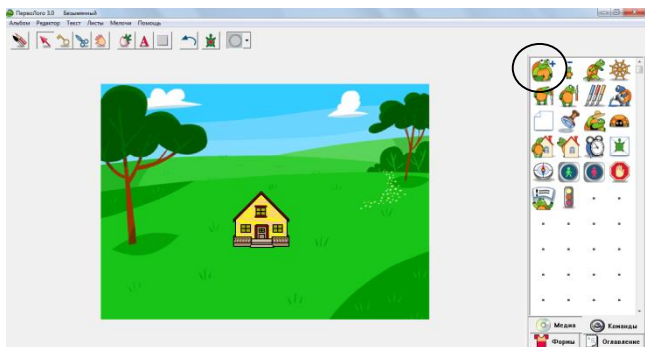 ПервоЛого 3.0 Безымянный
Альбом Редактор Текст Листы Мелочи Помощь
A
Медиа Команды
Формы Оглавление